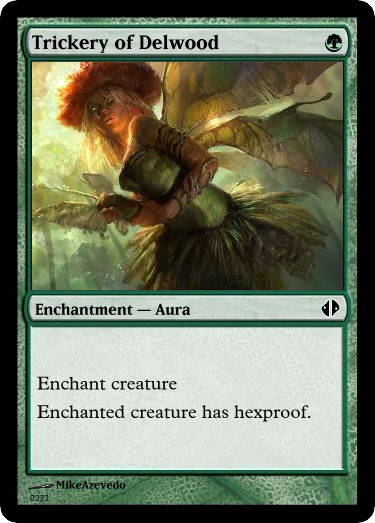 Trickery of Delwood
Enchantment — Aura
Enchant creature
Enchanted creature has hexproof.
MikeAzevedo
0232